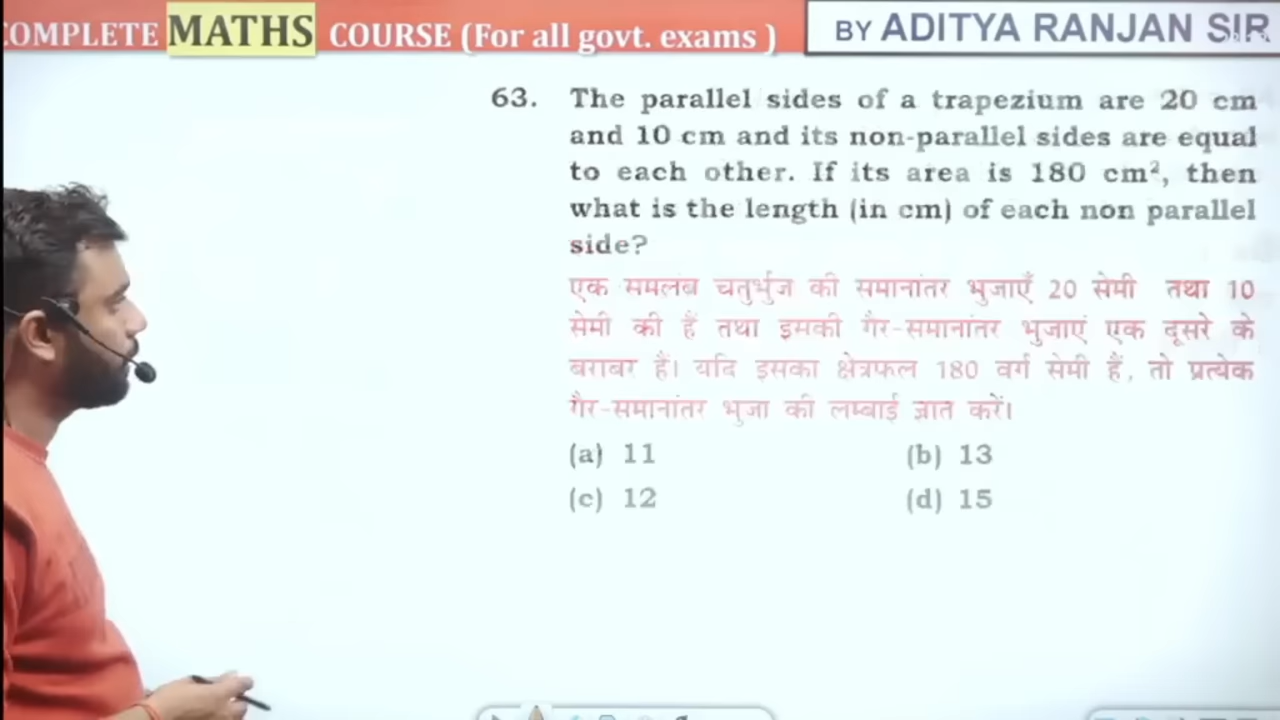 COMPLETE MATHS COURSE (For all govt. exams )
BY ADITYA RANJAN SIR
63. The parallel sides of a trapezium are 20 cm
and 10 cm and its non-parallel sides are equal
to each other. If its area is 180 cm², then
what is the length (in cm) of each non parallel
side?
एक समलंब चतुर्भुज की समानांतर भुजाएँ 20 सेमी तथा 10
सेमी की हैं तथा इसकी गैर-समानांतर भुजाएं एक दूसरे के
बराबर हैं। यदि इसका क्षेत्रफल 180 वर्ग सेमी हैं, तो प्रत्येक
गैर-समानांतर भुजा की लम्बाई ज्ञात करें।
(a) 11 (b) 13
(c) 12 (d) 15